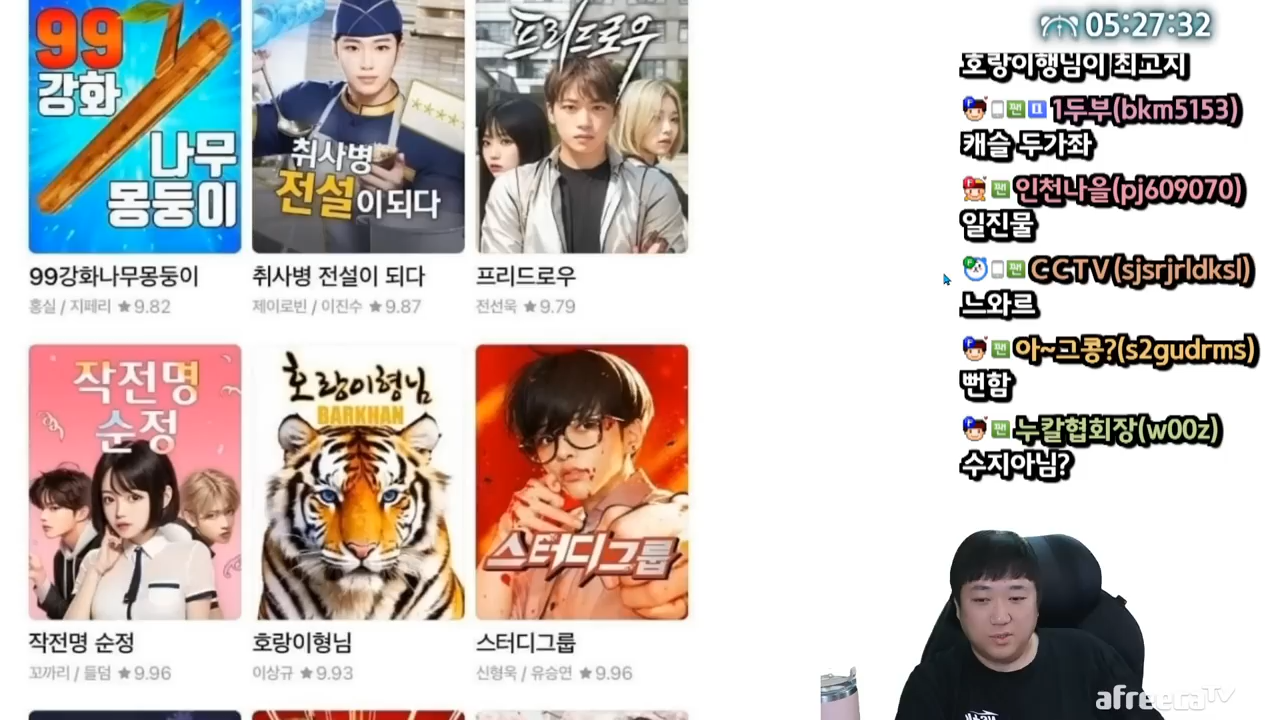 99
강화
나무
몽둥이
99강화나무몽둥이
홍실 / 지페리 ★9.82
취사병
전설이되다
취사병 전설이 되다
제이로빈 / 이진수 ★9.87
프리드로우
프리드로우
전선욱 ★9.79
작전명
순정
작전명 순정
꼬까리 / 들덤 ★9.96
호랑이형님
BARKHAN
호랑이형님
이상규 ★9.93
스터디그룹
스터디그룹
신형욱 / 유승연 ★9.96
05:27:32
호랑이행님이 최고지
1두부(bkm5153)
캐슬 두가좌
인천나을(pj609070)
일진물
CCTV(sjsrjrldksl)
느와르
아~그콩?(s2gudrms)
뻔함
누칼협회장(w00z)
수지아님?
afreecaTV